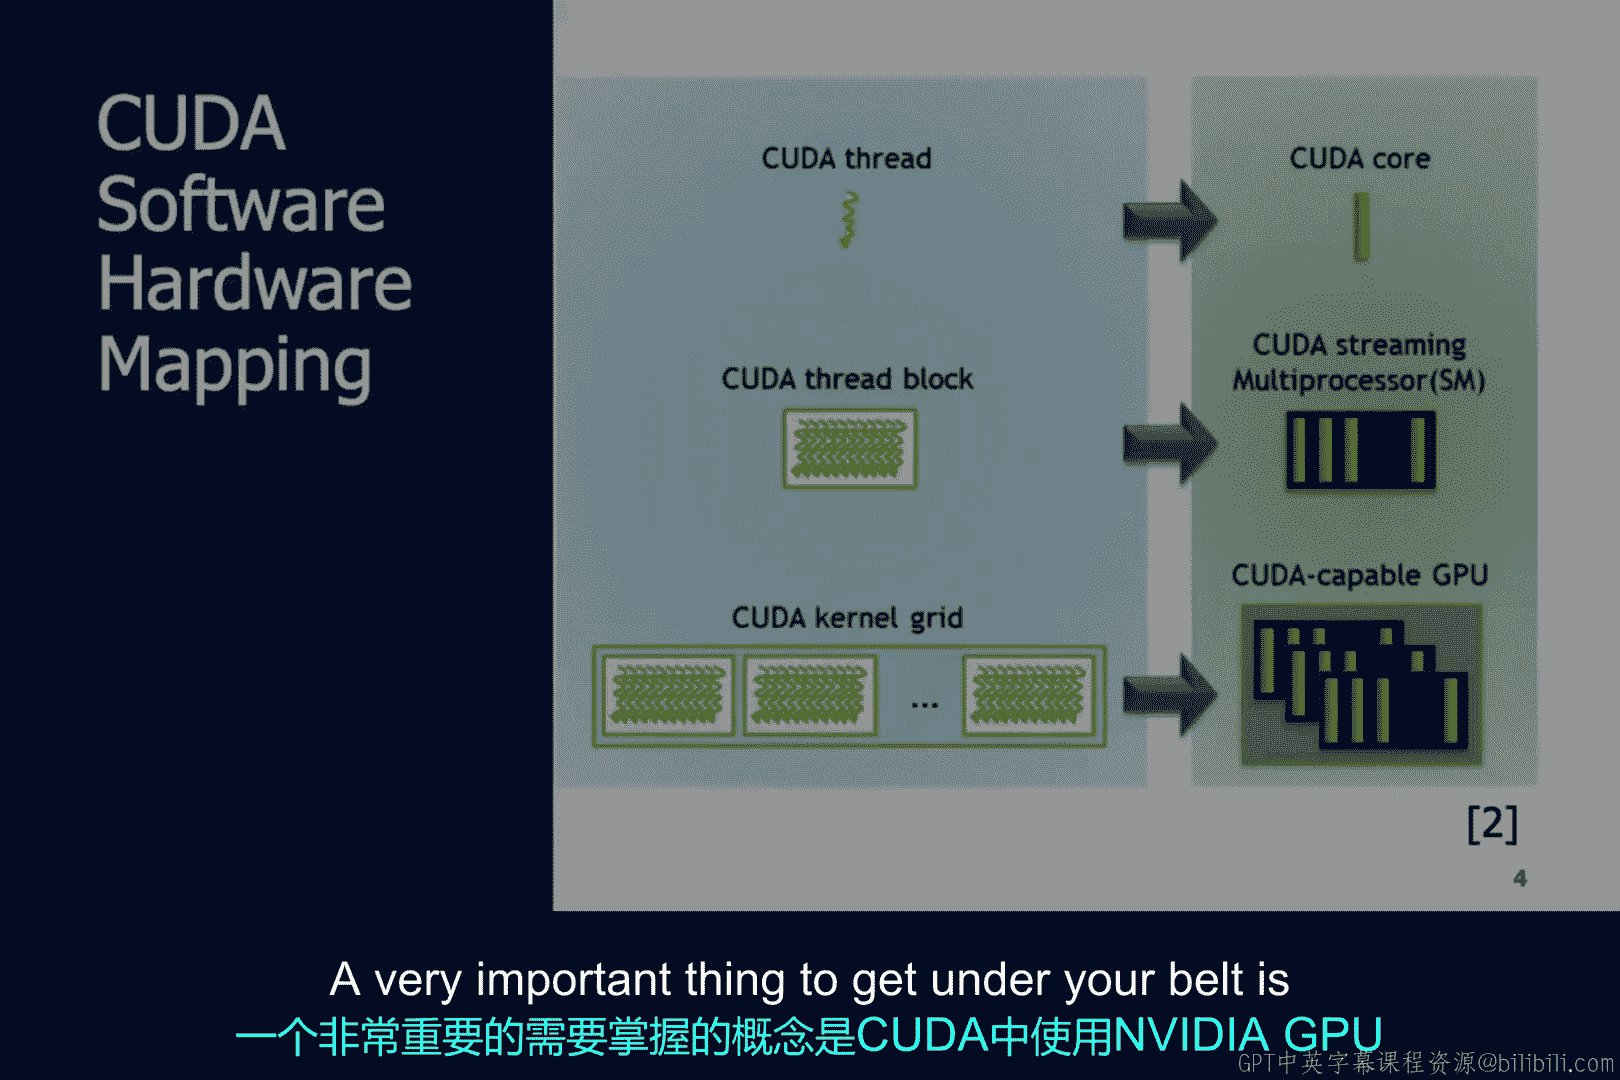 CUDA
Software
Hardware
Mapping
CUDA thread
CUDA core
CUDA thread block
CUDA streaming
Multiprocessor(SM)
CUDA kernel grid
...
CUDA-capable GPU
[2]
4
A very important thing to get under your belt is
一个非常重要的需要掌握的概念是CUDA中使用NVIDIA GPU
GPT中英字幕课程资源@bilibili.com